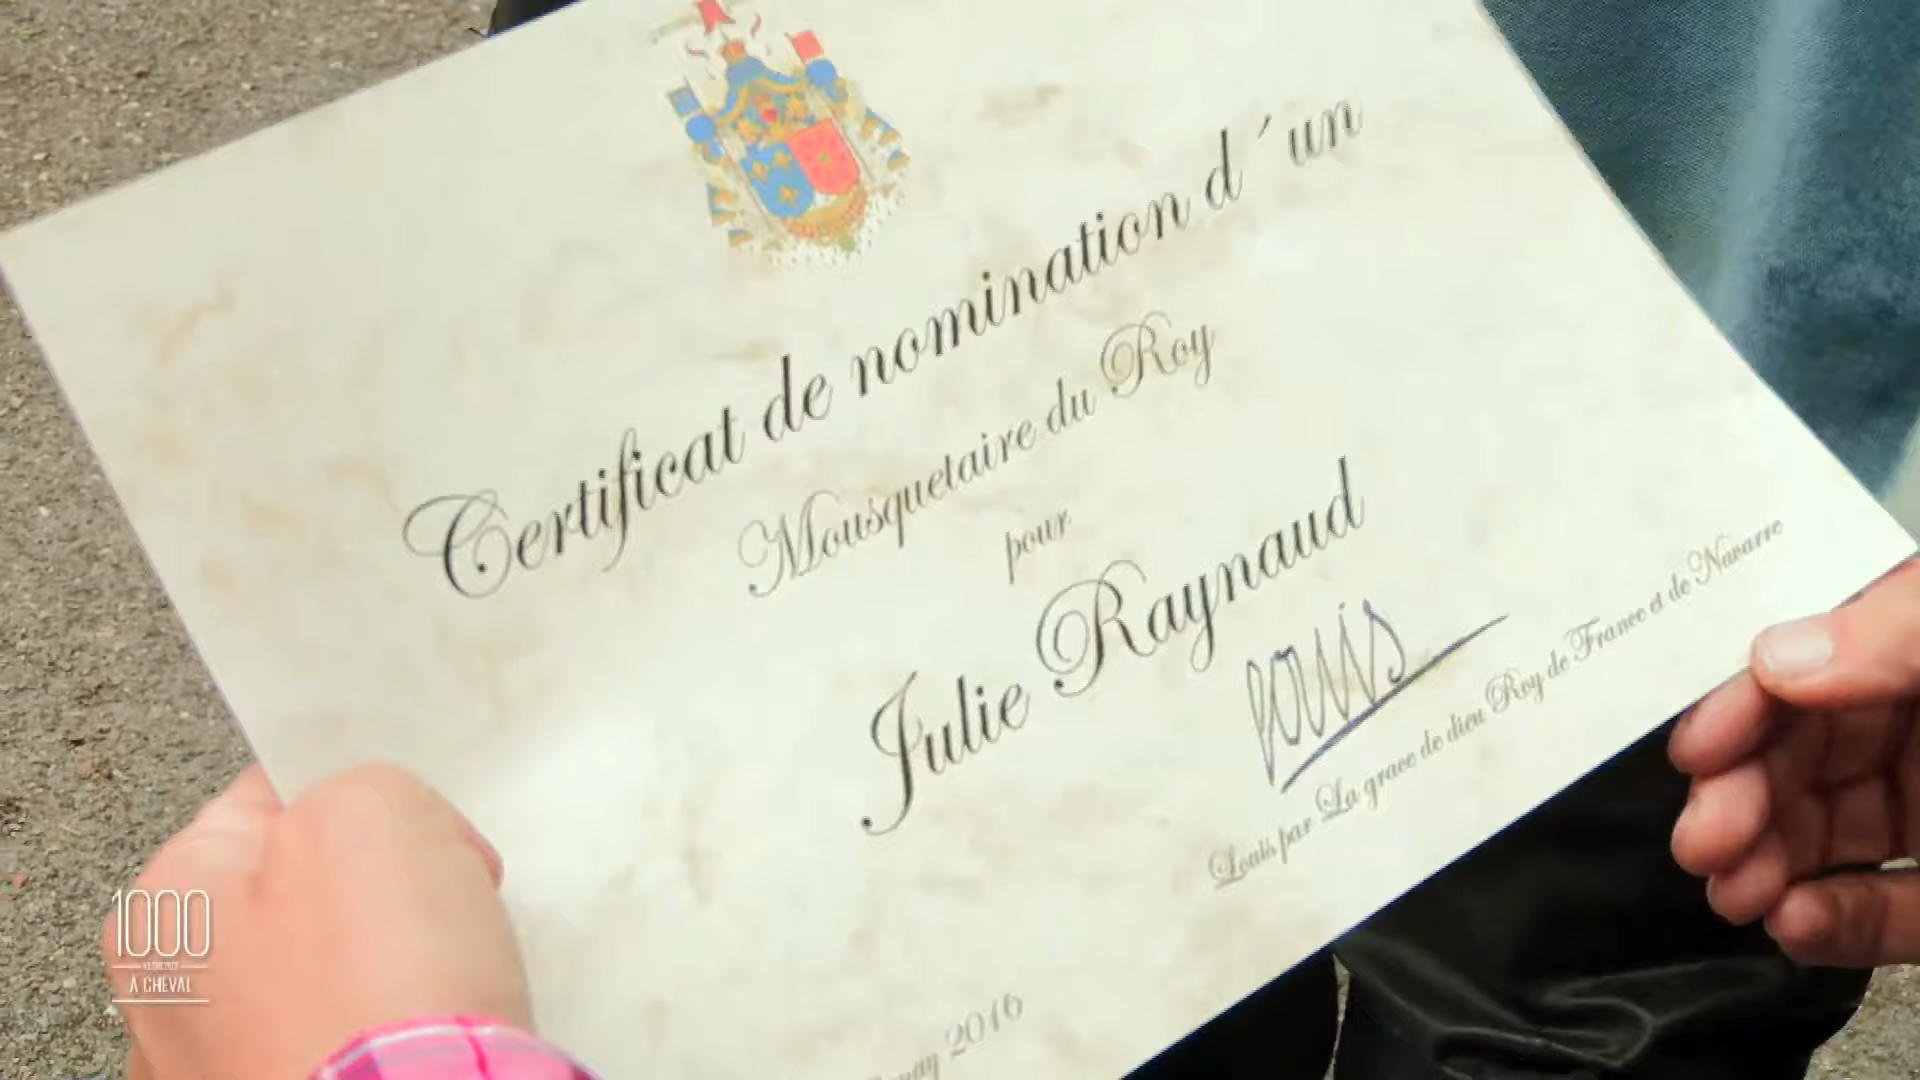 Certificat de nomination d´un
Mousquetaire du Roy
pour
Julie Raynaud
Louis
Louis par La grace de dieu Roy de France et de Navarre
2016
1000
A CHEVAL